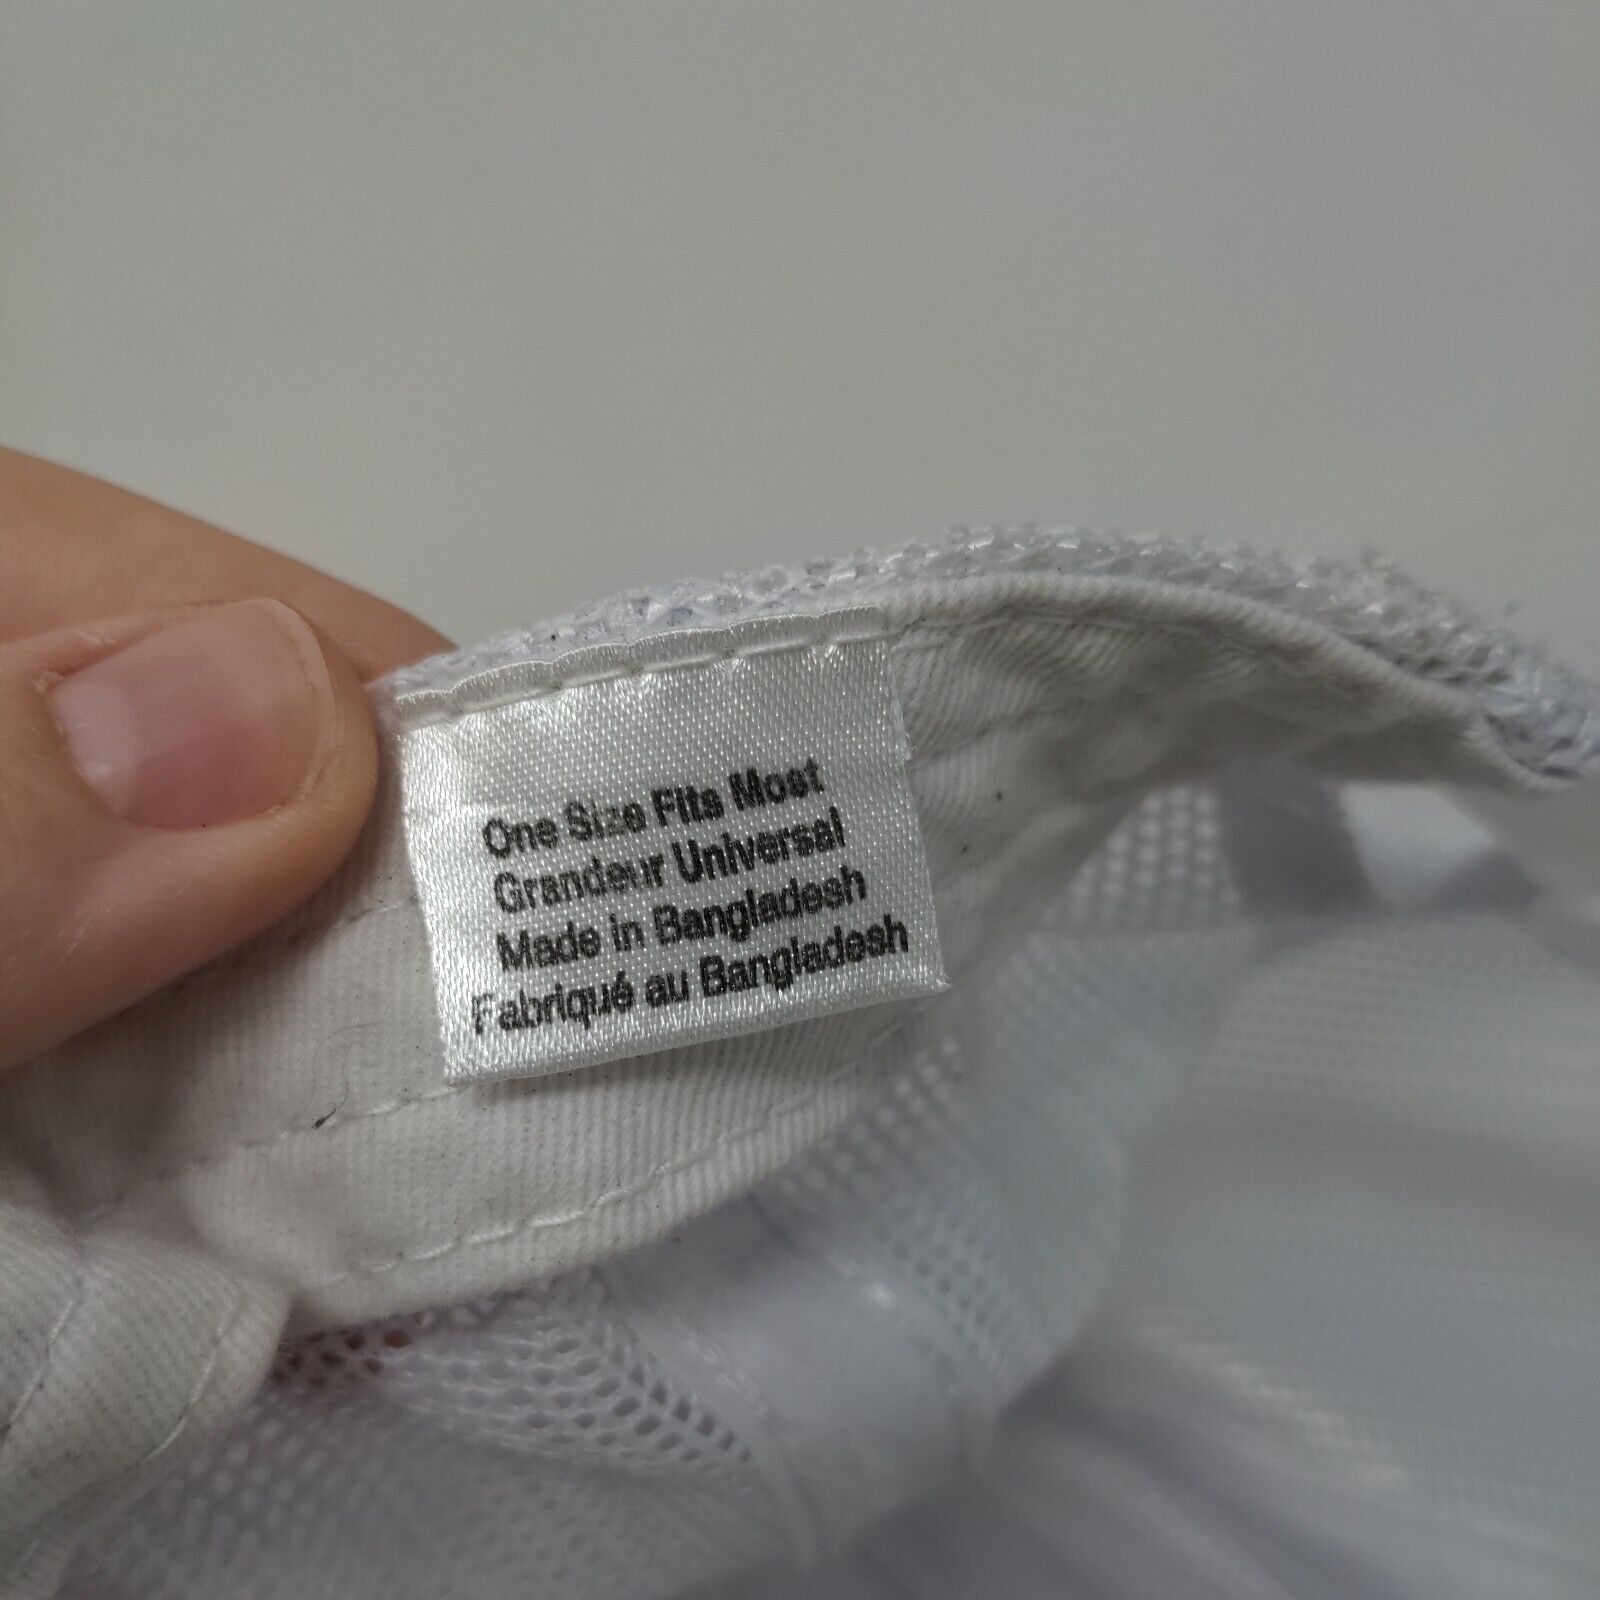 One Size Fits Most
Grandeur Universal
Made in Bangladesh
Fabriqué au Bangladesh